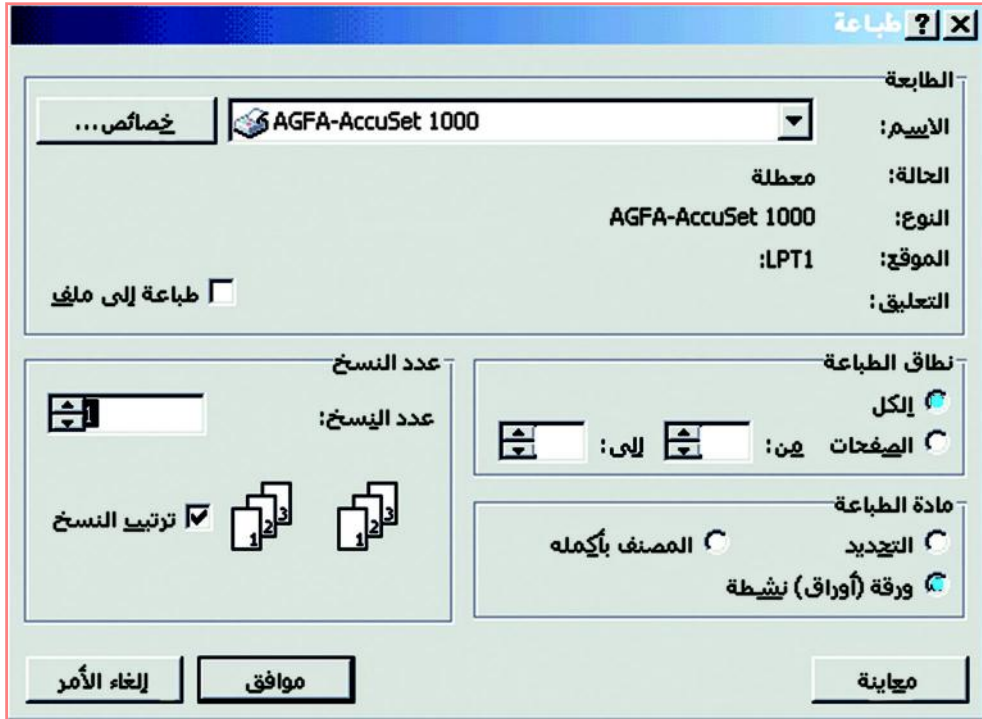 طباعة
الطابعة
الاسم: AGFA-AccuSet 1000 خصائص...
الحالة: معطلة
النوع: AGFA-AccuSet 1000
الموقع: LPT1:
التعليق: طباعة إلى ملف
نطاق الطباعة
الكل
الصفحات من: إلى:
مادة الطباعة
التحديد المصنف بأكمله
ورقة (أوراق) نشطة
عدد النسخ
عدد النسخ: 1
1 2 3 1 2 3 ترتيب النسخ
معاينة موافق إلغاء الأمر